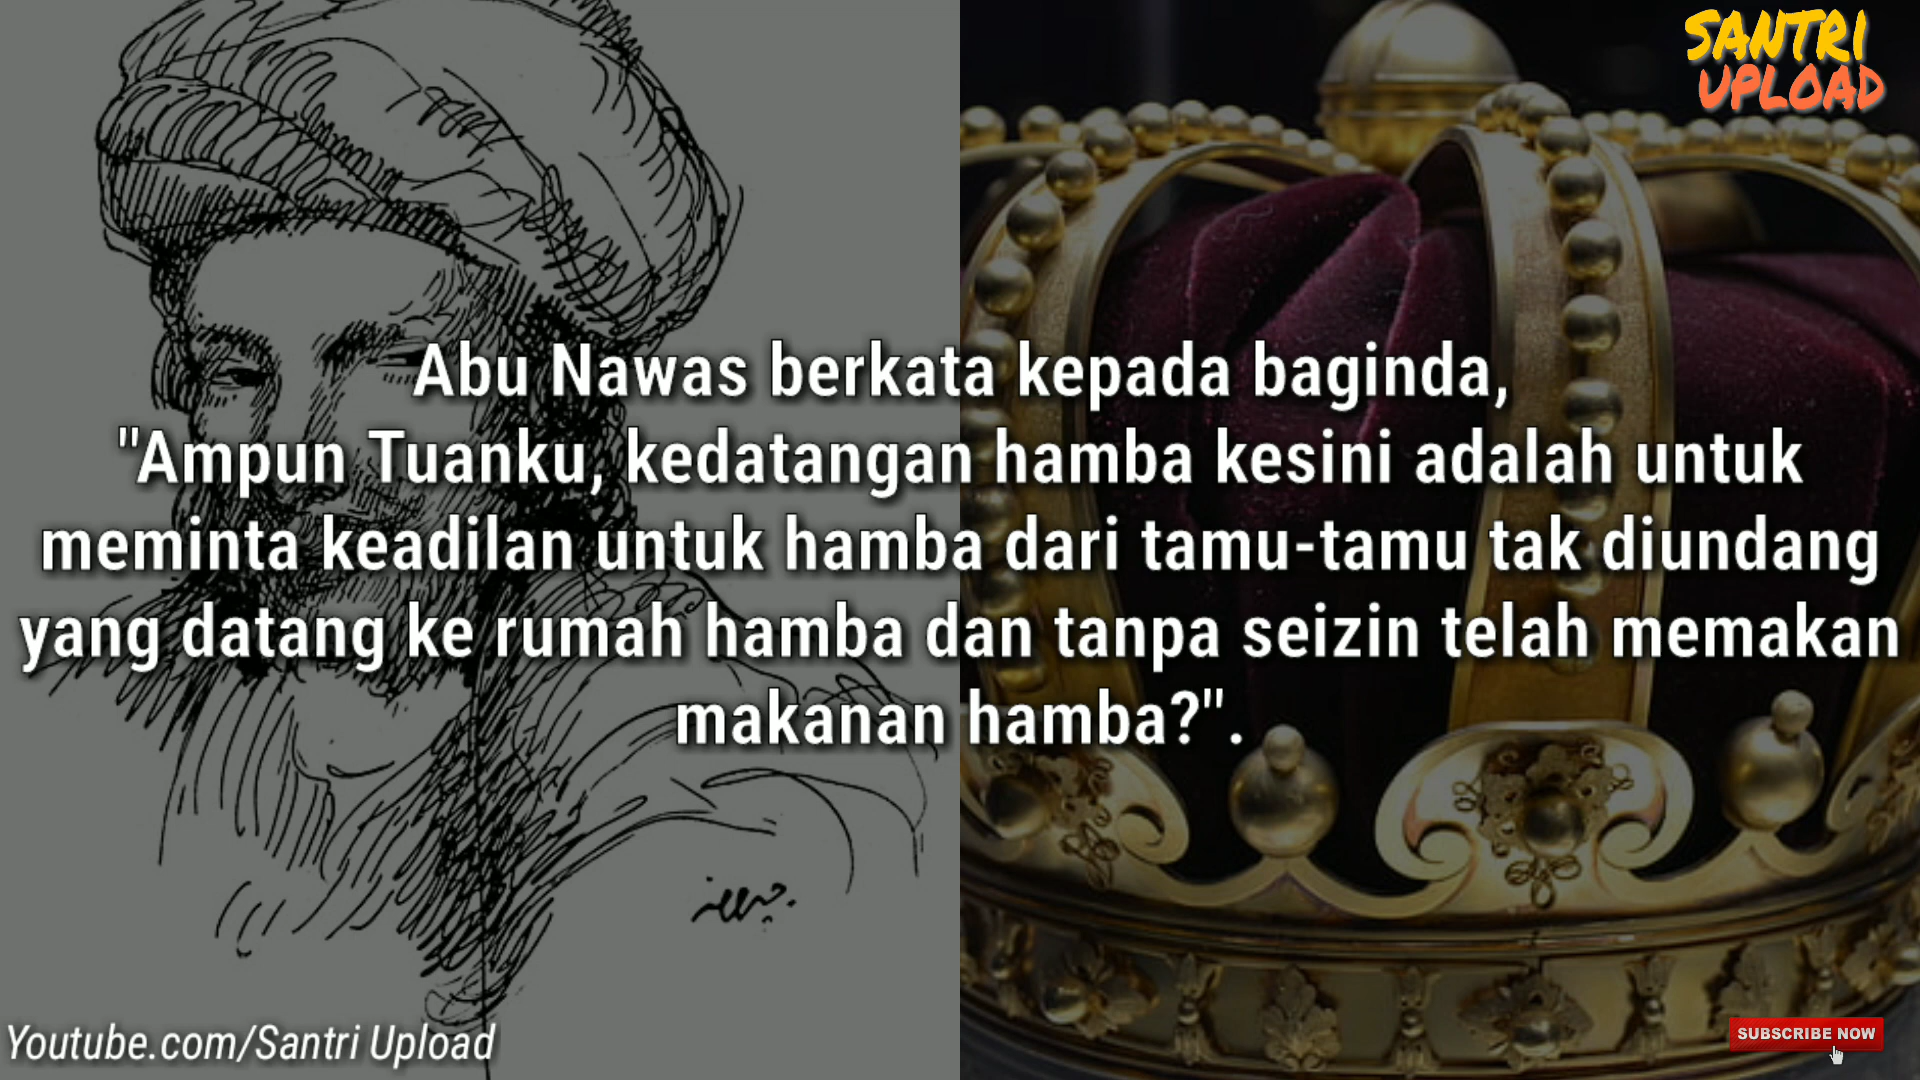 SANTRI
UPLOAD
Abu Nawas berkata kepada baginda,
"Ampun Tuanku, kedatangan hamba kesini adalah untuk
meminta keadilan untuk hamba dari tamu-tamu tak diundang
yang datang ke rumah hamba dan tanpa seizin telah memakan
makanan hamba?".
Youtube.com/Santri Upload
SUBSCRIBE NOW